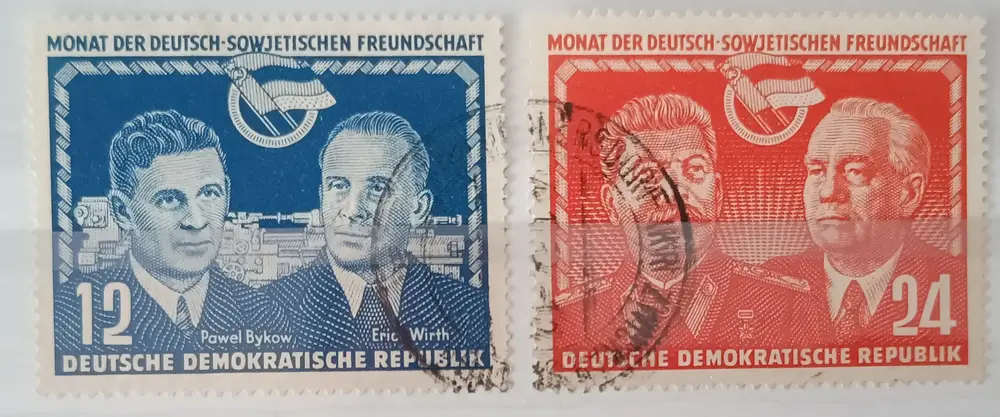 MONAT DER DEUTSCH-SOWJETISCHEN FREUNDSCHAFT
12
Pawel Bykow
Erich Wirth
DEUTSCHE DEMOKRATISCHE REPUBLIK
MONAT DER DEUTSCH-SOWJETISCHEN FREUNDSCHAFT
24
DEUTSCHE DEMOKRATISCHE REPUBLIK